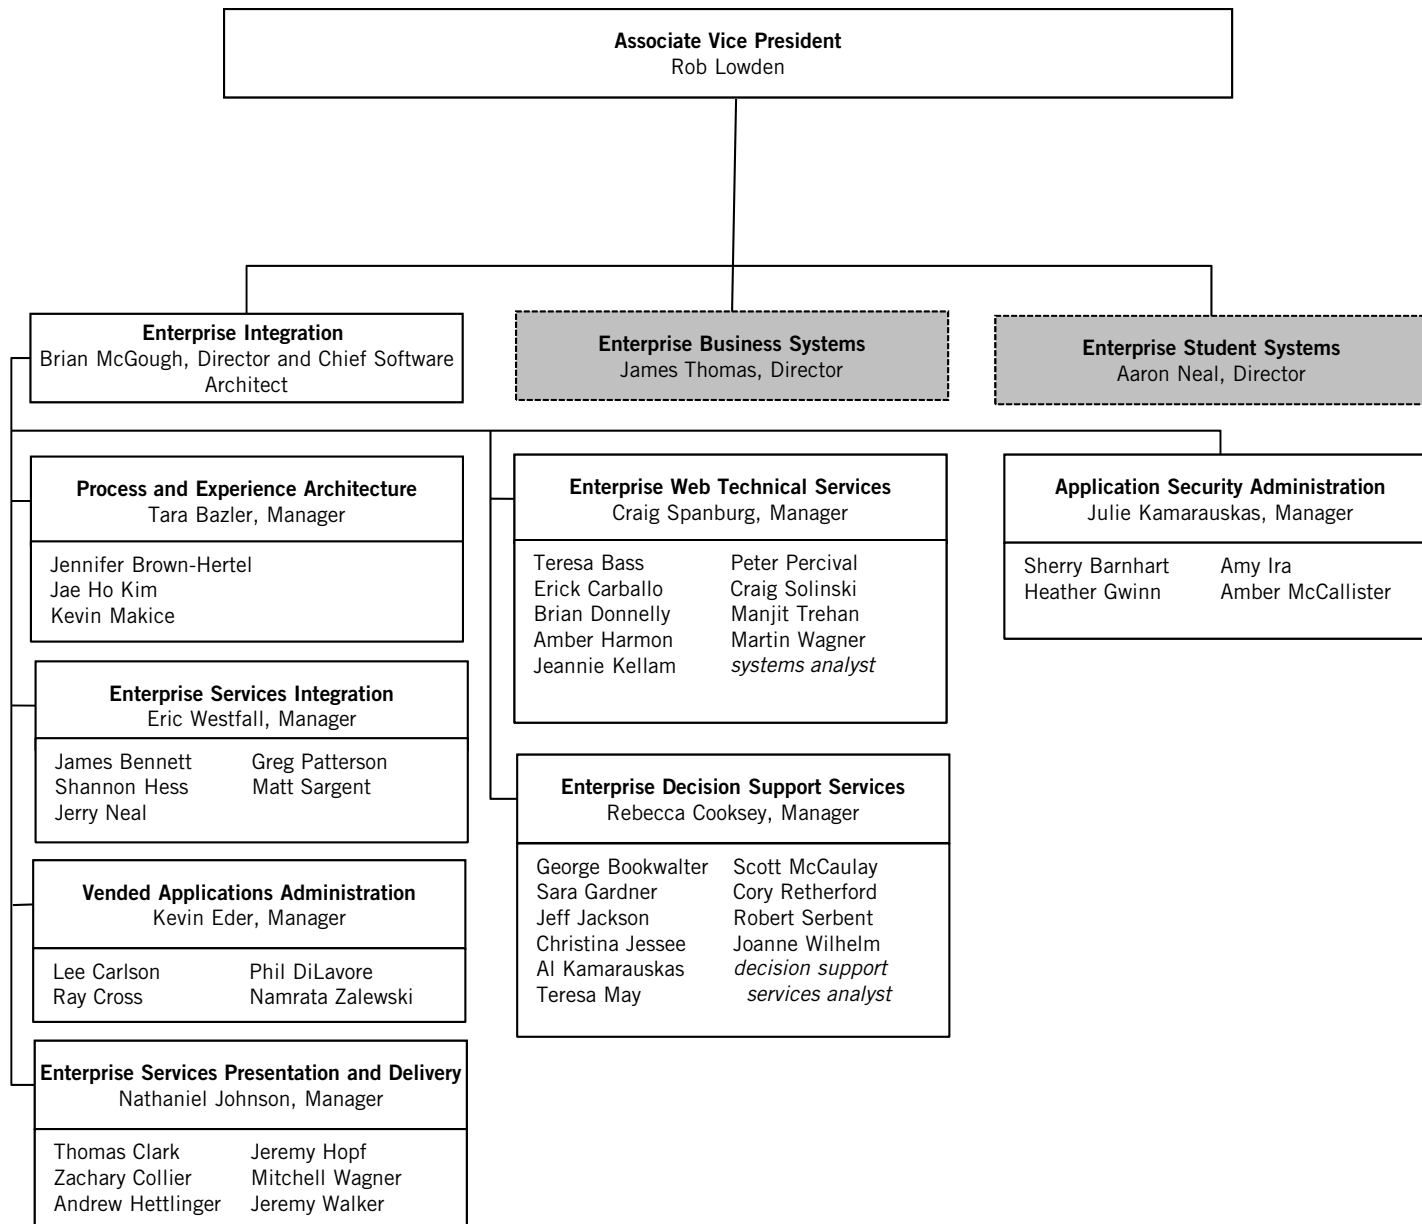 Associate Vice President
Rob Lowden
Enterprise Integration
Brian McGough, Director and Chief Software
Architect
Enterprise Business Systems
James Thomas, Director
Enterprise Student Systems
Aaron Neal, Director
Process and Experience Architecture
Tara Bazler, Manager
Jennifer Brown-Hertel
Jae Ho Kim
Kevin Makice
Enterprise Services Integration
Eric Westfall, Manager
James Bennett
Shannon Hess
Jerry Neal
Greg Patterson
Matt Sargent
Vended Applications Administration
Kevin Eder, Manager
Lee Carlson
Ray Cross
Phil DiLavore
Namrata Zalewski
Enterprise Services Presentation and Delivery
Nathaniel Johnson, Manager
Thomas Clark
Zachary Collier
Andrew Hettlinger
Jeremy Hopf
Mitchell Wagner
Jeremy Walker
Enterprise Web Technical Services
Craig Spanburg, Manager
Teresa Bass
Erick Carballo
Brian Donnelly
Amber Harmon
Jeannie Kellam
Peter Percival
Craig Solinski
Manjit Trehan
Martin Wagner
systems analyst
Enterprise Decision Support Services
Rebecca Cooksey, Manager
George Bookwalter
Sara Gardner
Jeff Jackson
Christina Jessee
Al Kamarauskas
Teresa May
Scott McCaulay
Cory Retherford
Robert Serbent
Joanne Wilhelm
decision support
services analyst
Application Security Administration
Julie Kamarauskas, Manager
Sherry Barnhart
Heather Gwinn
Amy Ira
Amber McCallister